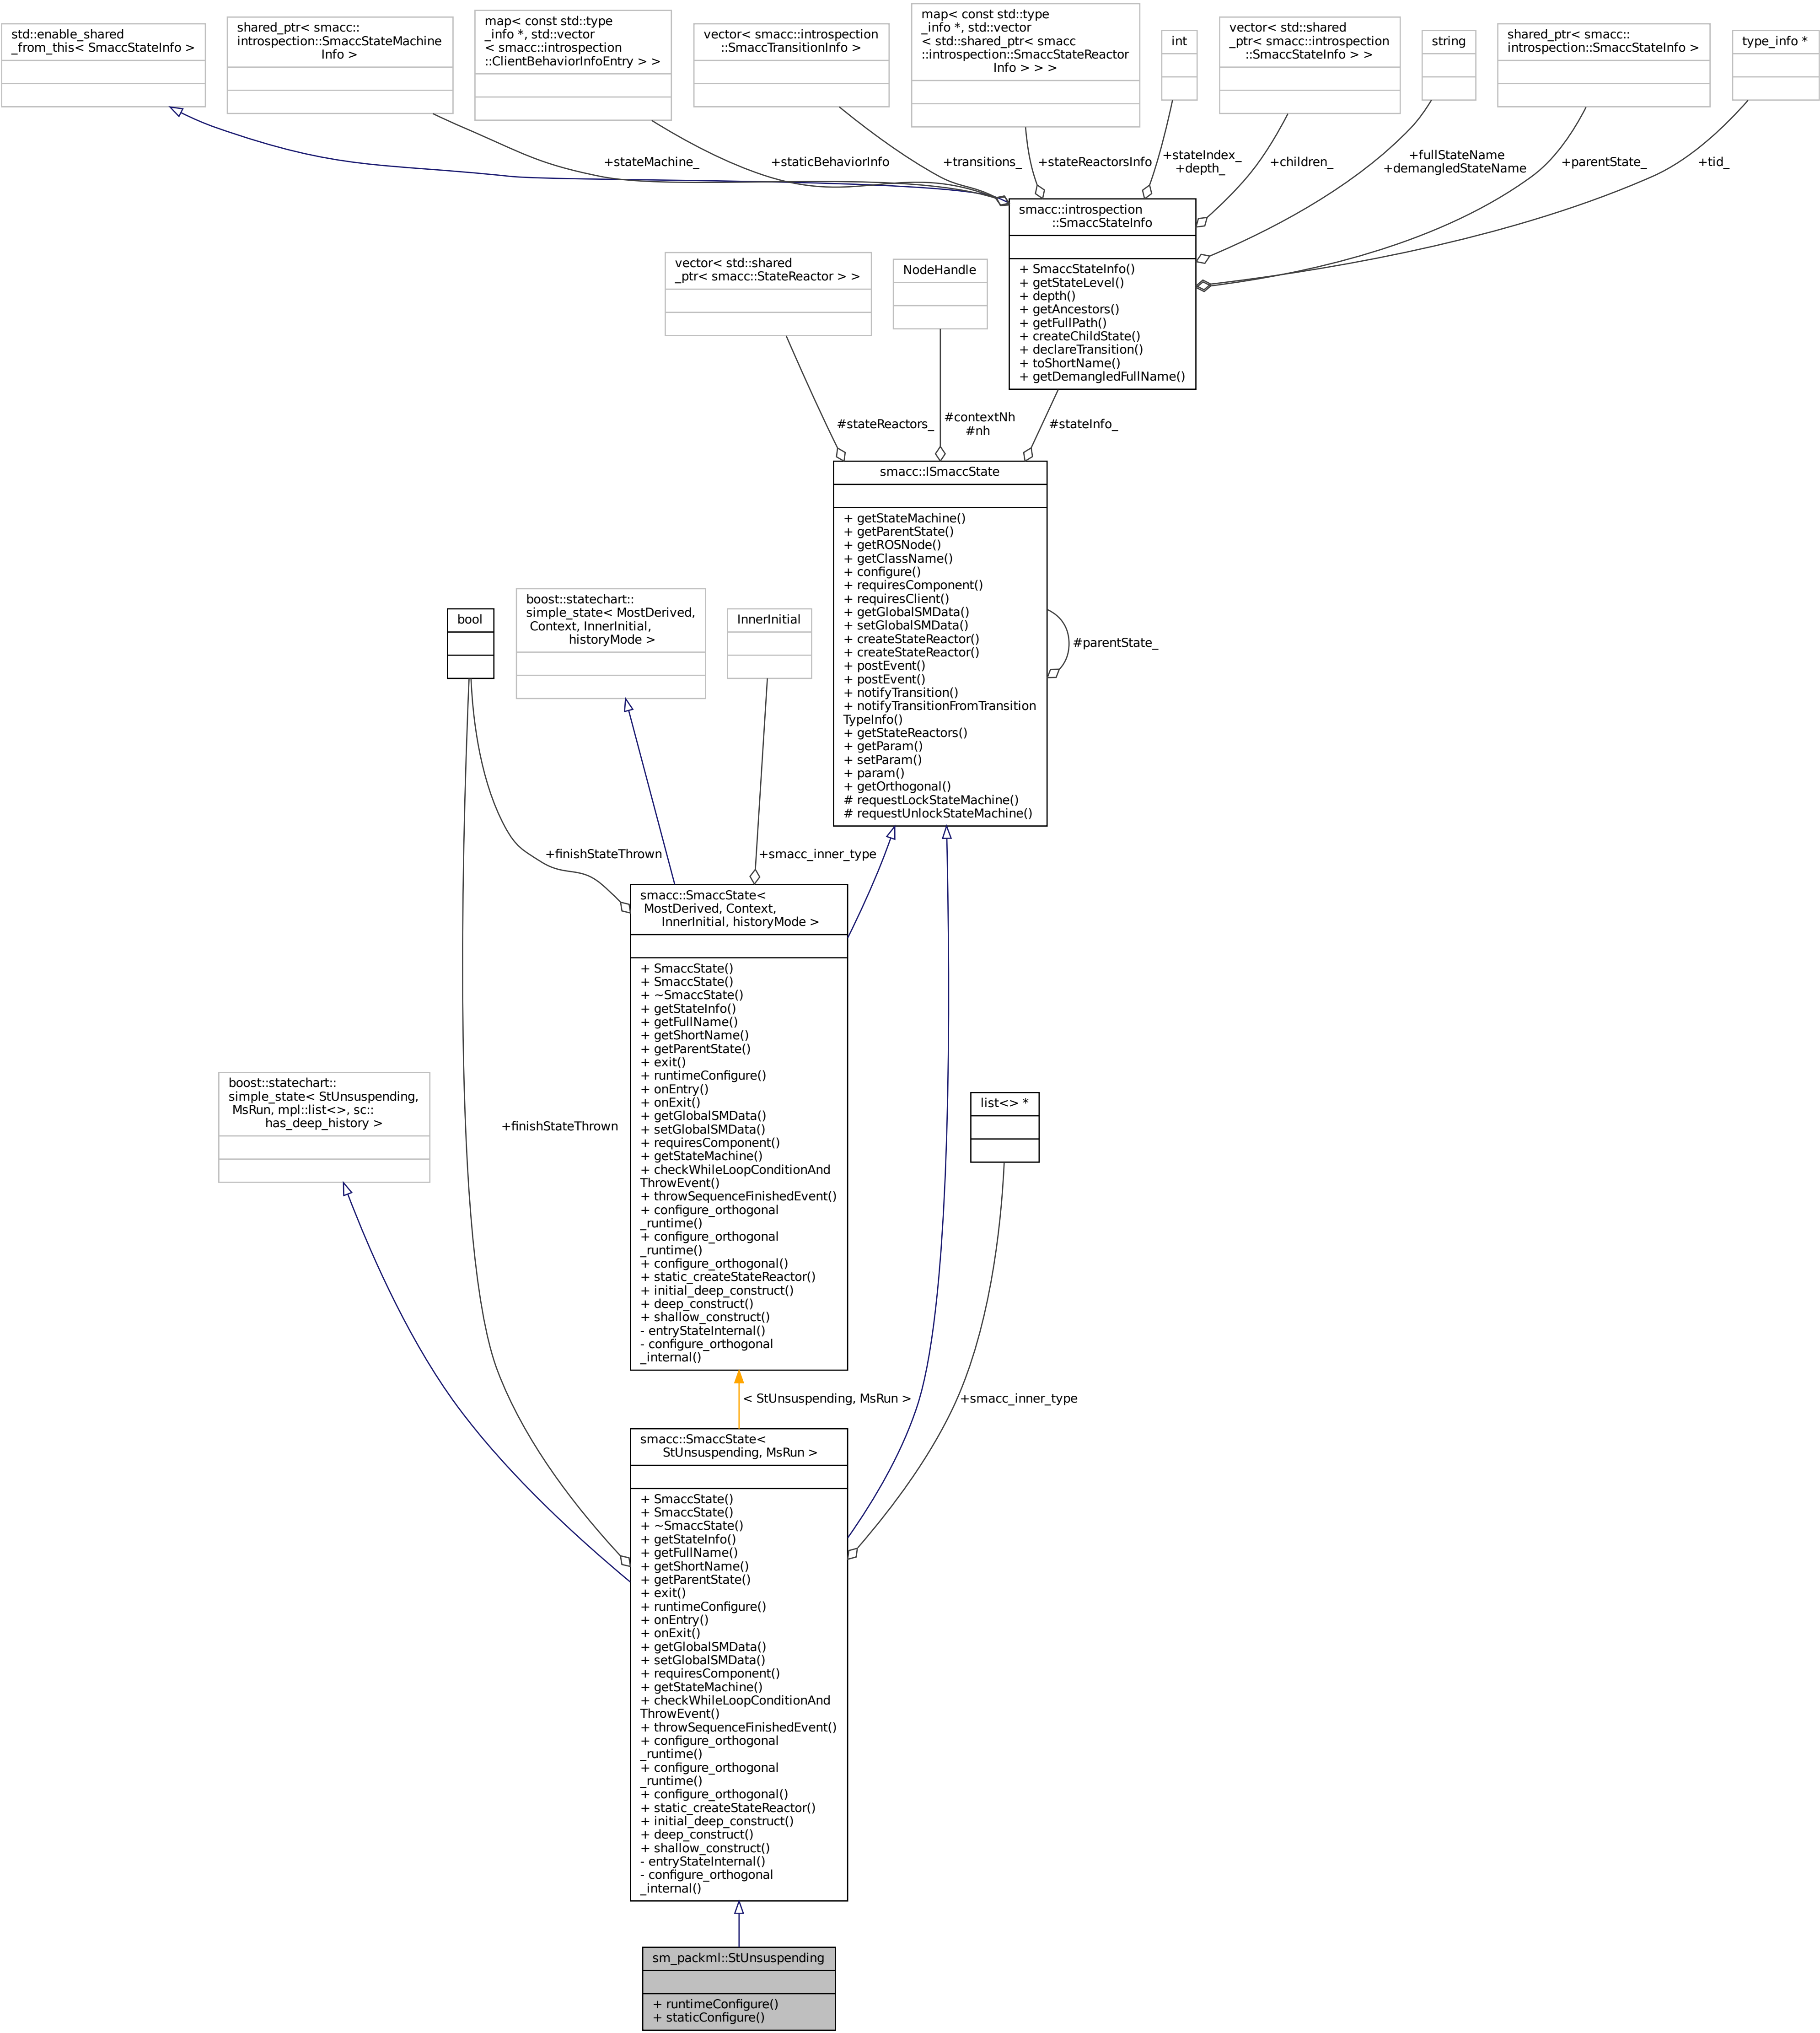 std::enable_shared
_from_this< SmaccStateInfo >
shared_ptr< smacc::
introspection::SmaccStateMachine
Info >
map< const std::type
_info *, std::vector
< smacc::introspection
::ClientBehaviorInfoEntry > >
vector< smacc::introspection
::SmaccTransitionInfo >
map< const std::type
_info *, std::vector
< std::shared_ptr< smacc
::introspection::SmaccStateReactor
Info > > >
int
vector< std::shared
_ptr< smacc::introspection
::SmaccStateInfo > >
string
shared_ptr< smacc::
introspection::SmaccStateInfo >
type_info *
+stateMachine_
+staticBehaviorInfo
+transitions_
+stateReactorsInfo
+stateIndex_
+depth_
+children_
+fullStateName
+demangledStateName
+parentState_
+tid_
smacc::introspection
::SmaccStateInfo
+ SmaccStateInfo()
+ getStateLevel()
+ depth()
+ getAncestors()
+ getFullPath()
+ createChildState()
+ declareTransition()
+ toShortName()
+ getDemangledFullName()
vector< std::shared
_ptr< smacc::StateReactor > >
NodeHandle
#stateReactors_
#contextNh
#nh
#stateInfo_
smacc::ISmaccState
+ getStateMachine()
+ getParentState()
+ getROSNode()
+ getClassName()
+ configure()
+ requiresComponent()
+ requiresClient()
+ getGlobalSMData()
+ setGlobalSMData()
+ createStateReactor()
+ createStateReactor()
+ postEvent()
+ postEvent()
+ notifyTransition()
+ notifyTransitionFromTransition
TypeInfo()
+ getStateReactors()
+ getParam()
+ setParam()
+ param()
+ getOrthogonal()
# requestLockStateMachine()
# requestUnlockStateMachine()
#parentState_
bool
boost::statechart::
simple_state< MostDerived,
Context, InnerInitial,
historyMode >
InnerInitial
+finishStateThrown
+smacc_inner_type
smacc::SmaccState<
MostDerived, Context,
InnerInitial, historyMode >
+ SmaccState()
+ SmaccState()
+ ~SmaccState()
+ getStateInfo()
+ getFullName()
+ getShortName()
+ getParentState()
+ exit()
+ runtimeConfigure()
+ onEntry()
+ onExit()
+ getGlobalSMData()
+ setGlobalSMData()
+ requiresComponent()
+ getStateMachine()
+ checkWhileLoopConditionAnd
ThrowEvent()
+ throwSequenceFinishedEvent()
+ configure_orthogonal
_runtime()
+ configure_orthogonal
_runtime()
+ configure_orthogonal()
+ static_createStateReactor()
+ initial_deep_construct()
+ deep_construct()
+ shallow_construct()
- entryStateInternal()
- configure_orthogonal
_internal()
boost::statechart::
simple_state< StUnsuspending,
MsRun, mpl::list<>, sc::
has_deep_history >
+finishStateThrown
list<> *
< StUnsuspending, MsRun >
+smacc_inner_type
smacc::SmaccState<
StUnsuspending, MsRun >
+ SmaccState()
+ SmaccState()
+ ~SmaccState()
+ getStateInfo()
+ getFullName()
+ getShortName()
+ getParentState()
+ exit()
+ runtimeConfigure()
+ onEntry()
+ onExit()
+ getGlobalSMData()
+ setGlobalSMData()
+ requiresComponent()
+ getStateMachine()
+ checkWhileLoopConditionAnd
ThrowEvent()
+ throwSequenceFinishedEvent()
+ configure_orthogonal
_runtime()
+ configure_orthogonal
_runtime()
+ configure_orthogonal()
+ static_createStateReactor()
+ initial_deep_construct()
+ deep_construct()
+ shallow_construct()
- entryStateInternal()
- configure_orthogonal
_internal()
sm_packml::StUnsuspending
+ runtimeConfigure()
+ staticConfigure()